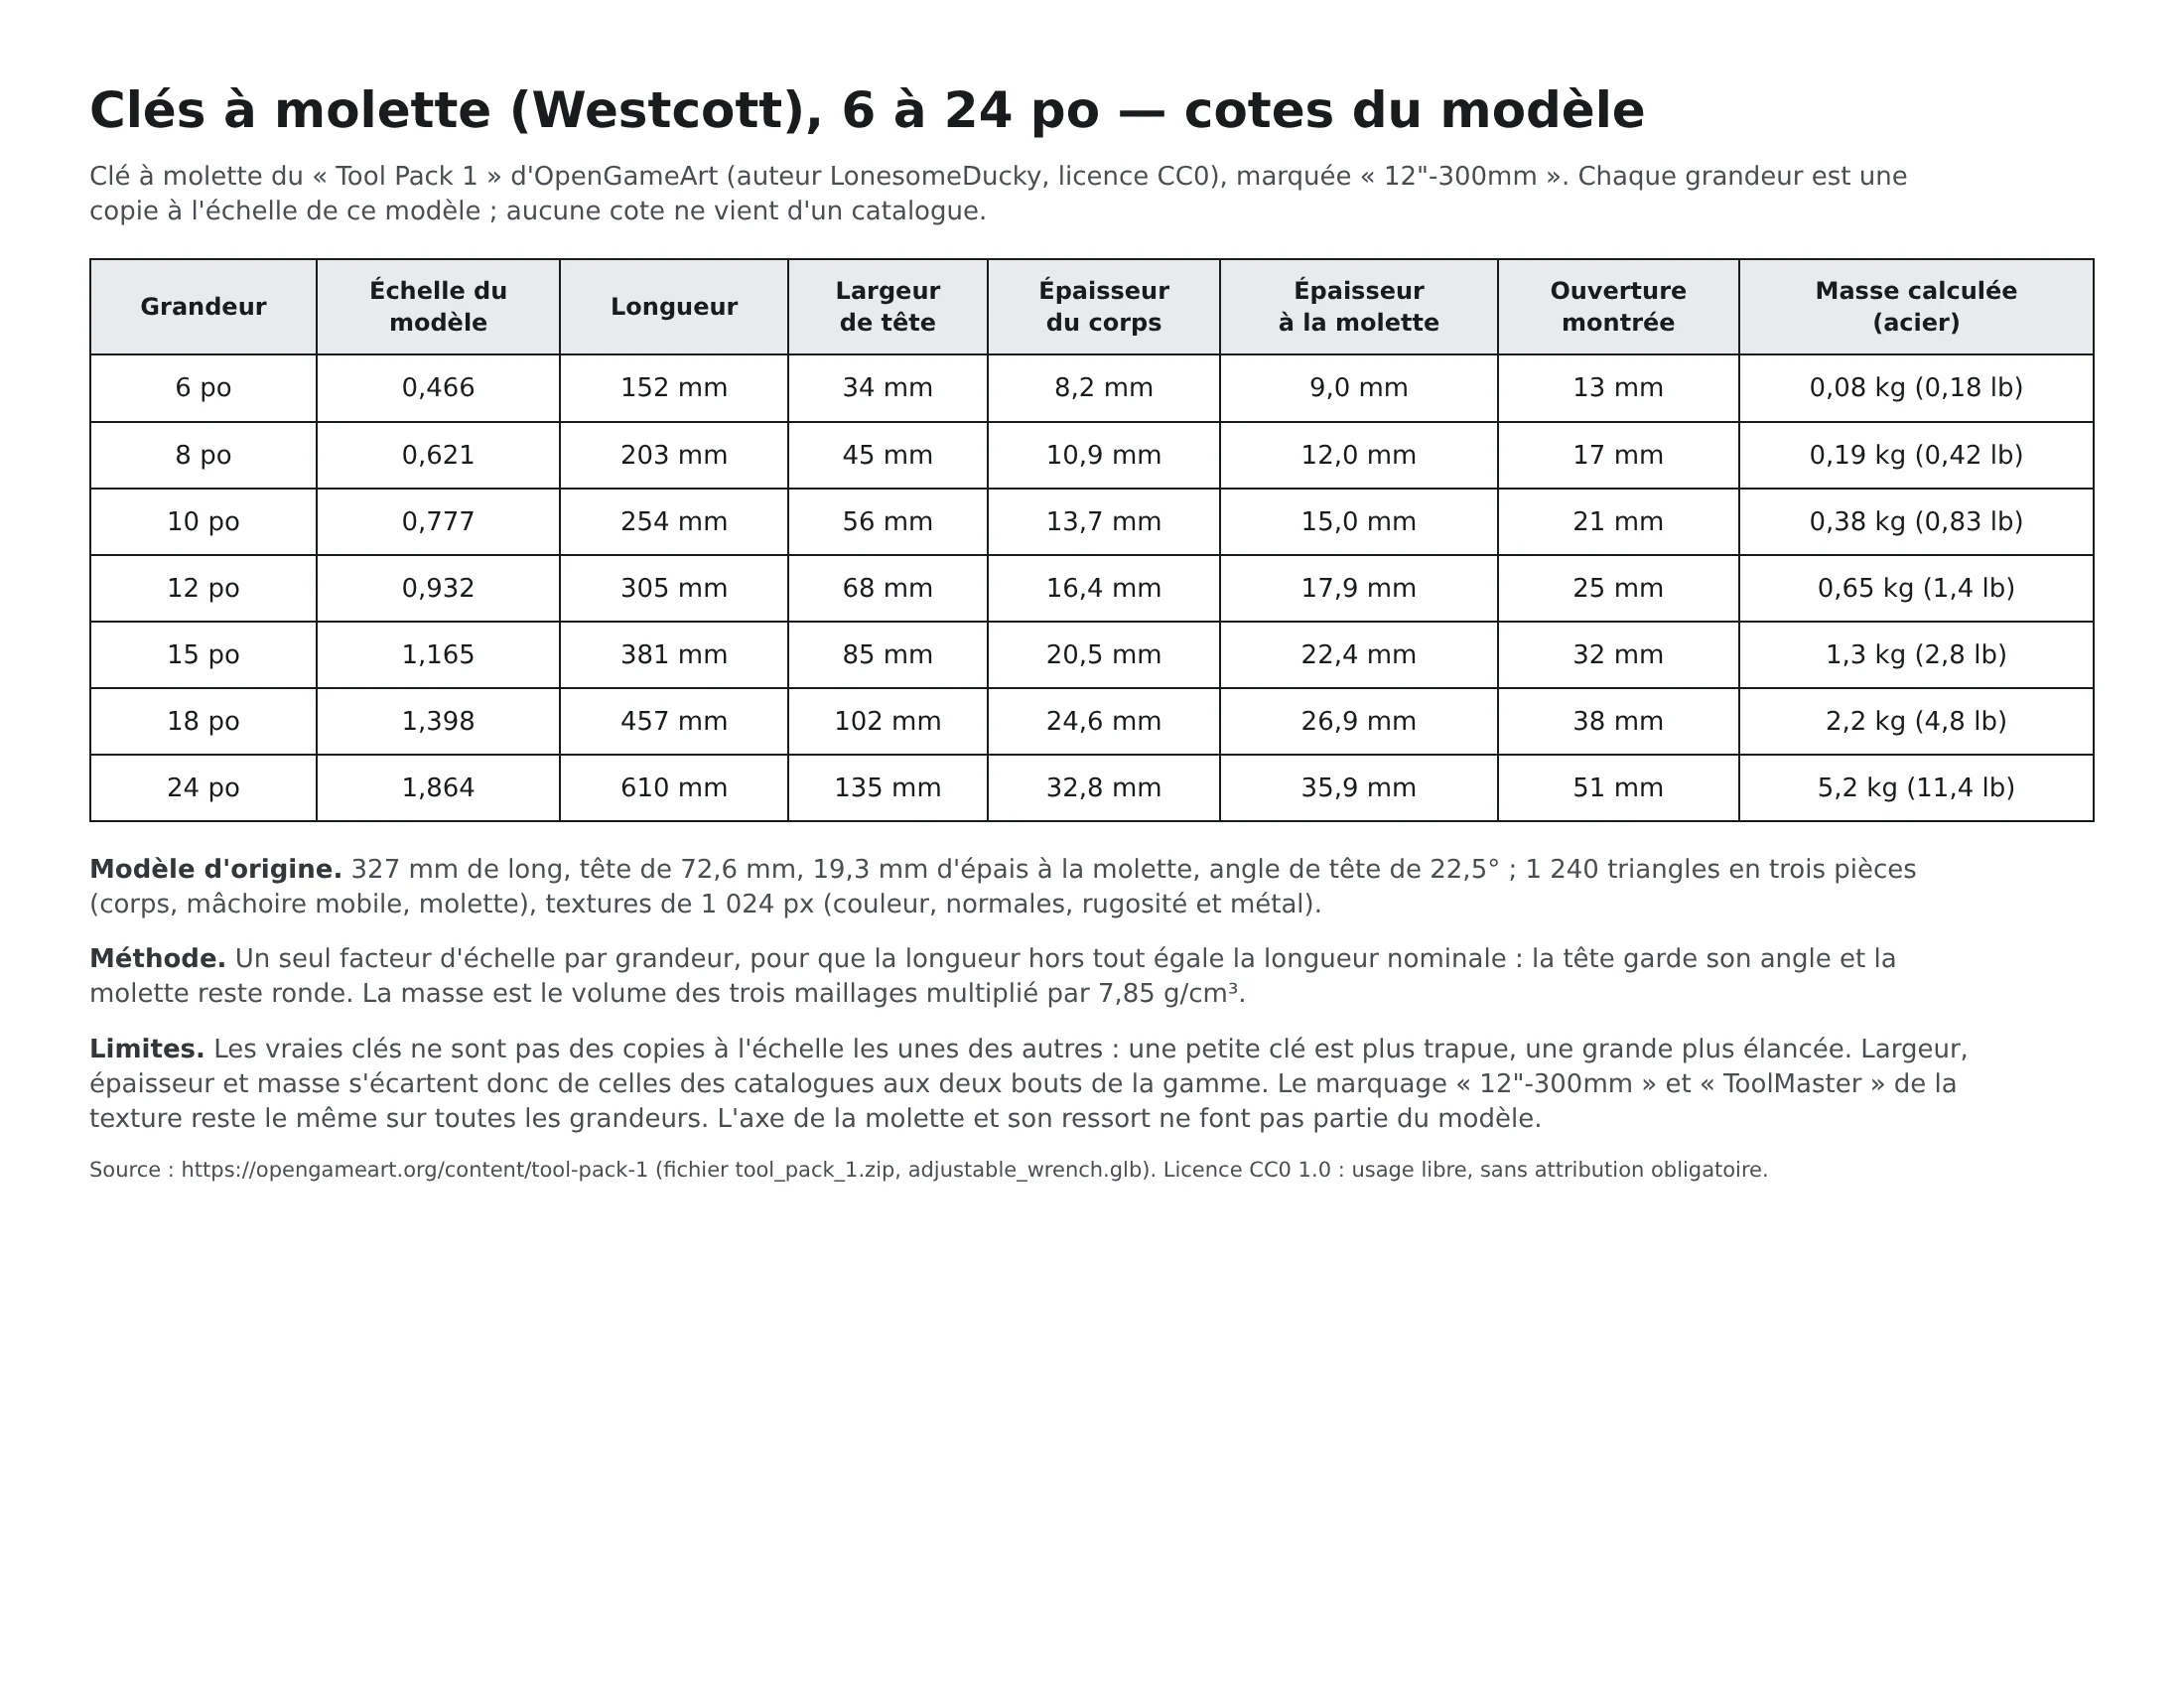 Clés à molette (Westcott), 6 à 24 po — cotes du modèle
Clé à molette du « Tool Pack 1 » d'OpenGameArt (auteur LonesomeDucky, licence CC0), marquée « 12"-300mm ». Chaque grandeur est une
copie à l'échelle de ce modèle ; aucune cote ne vient d'un catalogue.
Grandeur Échelle du modèle Longueur Largeur de tête Épaisseur du corps Épaisseur à la molette Ouverture montrée Masse calculée (acier)
6 po 0,466 152 mm 34 mm 8,2 mm 9,0 mm 13 mm 0,08 kg (0,18 lb)
8 po 0,621 203 mm 45 mm 10,9 mm 12,0 mm 17 mm 0,19 kg (0,42 lb)
10 po 0,777 254 mm 56 mm 13,7 mm 15,0 mm 21 mm 0,38 kg (0,83 lb)
12 po 0,932 305 mm 68 mm 16,4 mm 17,9 mm 25 mm 0,65 kg (1,4 lb)
15 po 1,165 381 mm 85 mm 20,5 mm 22,4 mm 32 mm 1,3 kg (2,8 lb)
18 po 1,398 457 mm 102 mm 24,6 mm 26,9 mm 38 mm 2,2 kg (4,8 lb)
24 po 1,864 610 mm 135 mm 32,8 mm 35,9 mm 51 mm 5,2 kg (11,4 lb)
Modèle d'origine. 327 mm de long, tête de 72,6 mm, 19,3 mm d'épais à la molette, angle de tête de 22,5° ; 1 240 triangles en trois pièces
(corps, mâchoire mobile, molette), textures de 1 024 px (couleur, normales, rugosité et métal).
Méthode. Un seul facteur d'échelle par grandeur, pour que la longueur hors tout égale la longueur nominale : la tête garde son angle et la
molette reste ronde. La masse est le volume des trois maillages multiplié par 7,85 g/cm³.
Limites. Les vraies clés ne sont pas des copies à l'échelle les unes des autres : une petite clé est plus trapue, une grande plus élancée. Largeur,
épaisseur et masse s'écartent donc de celles des catalogues aux deux bouts de la gamme. Le marquage « 12"-300mm » et « ToolMaster » de la
texture reste le même sur toutes les grandeurs. L'axe de la molette et son ressort ne font pas partie du modèle.
Source : https://opengameart.org/content/tool-pack-1 (fichier tool_pack_1.zip, adjustable_wrench.glb). Licence CC0 1.0 : usage libre, sans attribution obligatoire.